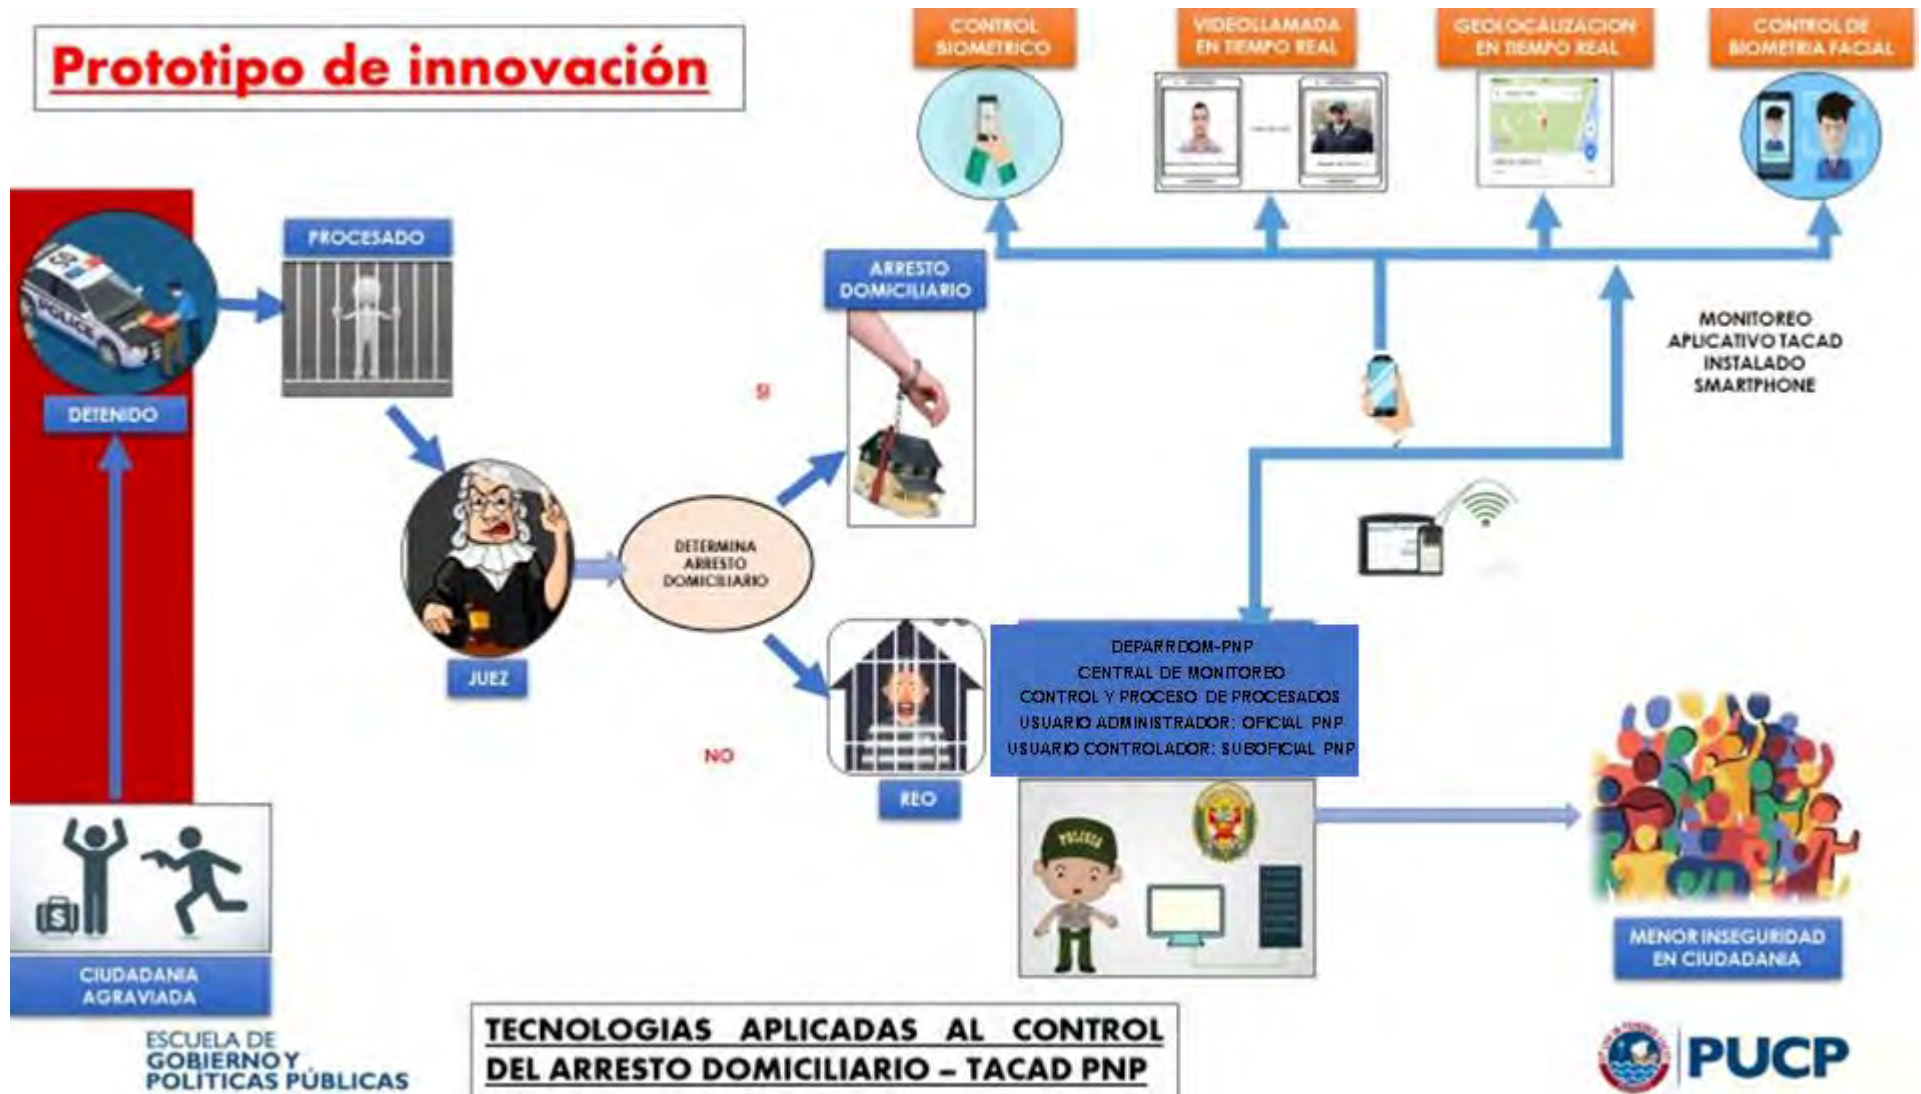 Prototipo de innovación
CONTROL
BIOMETRICO
VIDEOLLAMADA
EN TIEMPO REAL
GEOLOCALIZACION
EN TIEMPO REAL
CONTROL DE
BIOMETRIA FACIAL
PROCESADO
POLICE
DETENIDO
ARRESTO
DOMICILIARIO
MONITOREO
APLICATIVO TACAD
INSTALADO
SMARTPHONE
SI
DETERMINA
ARRESTO
DOMICILIARIO
JUEZ
NO
REO
DEPARRDOM-PNP
CENTRAL DE MONITOREO
CONTROL Y PROCESO DE PROCESADOS
USUARIO ADMINISTRADOR: OFICIAL PNP
USUARIO CONTROLADOR: SUBOFICIAL PNP
POLICIA
$
CIUDADANIA
AGRAVIADA
MENOR INSEGURIDAD
EN CIUDADANIA
ESCUELA DE
GOBIERNO Y
POLÍTICAS PÚBLICAS
TECNOLOGIAS APLICADAS AL CONTROL
DEL ARRESTO DOMICILIARIO – TACAD PNP
PUCP